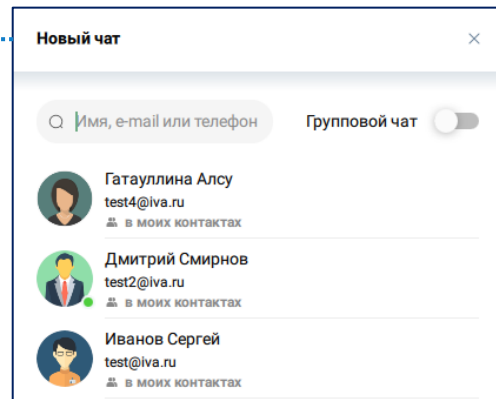 Новый чат
Имя, e-mail или телефон
Групповой чат
Гатауллина Алсу
test4@iva.ru
в моих контактах
Дмитрий Смирнов
test2@iva.ru
в моих контактах
Иванов Сергей
test@iva.ru
в моих контактах